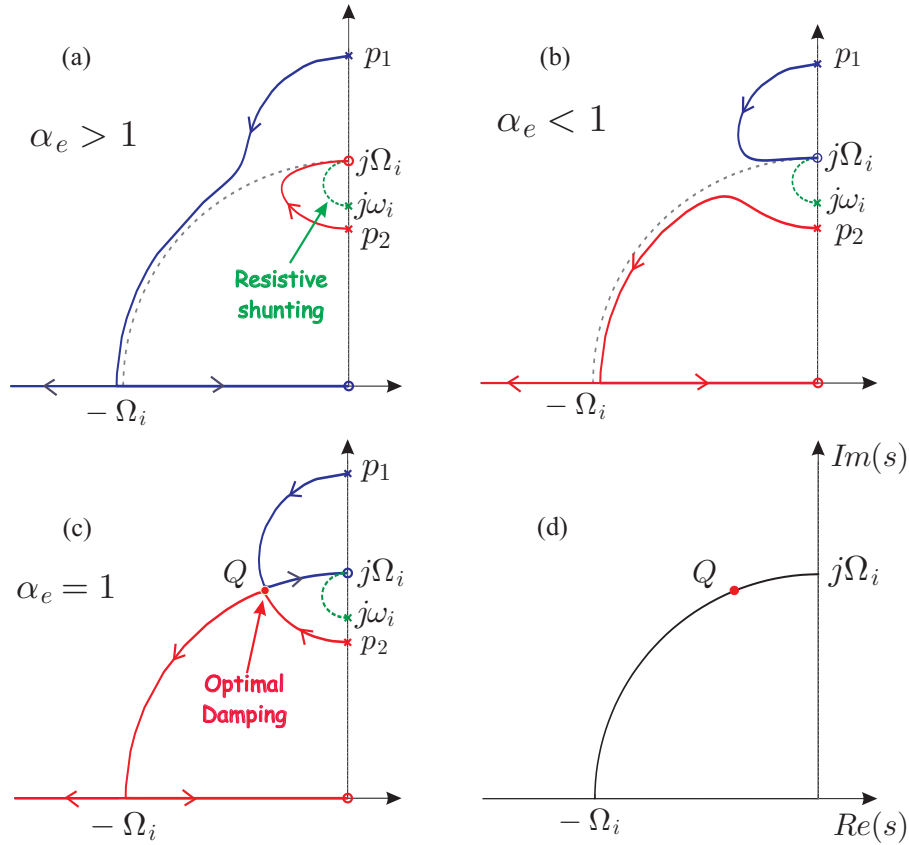 (a)
p₁
αₑ > 1
jΩᵢ
jωᵢ
p₂
Resistive
shunting
− Ωᵢ
(b)
p₁
αₑ < 1
jΩᵢ
jωᵢ
p₂
− Ωᵢ
(c)
p₁
αₑ = 1
Q
jΩᵢ
jωᵢ
p₂
Optimal
Damping
− Ωᵢ
(d)
Im(s)
Q
jΩᵢ
− Ωᵢ
Re(s)